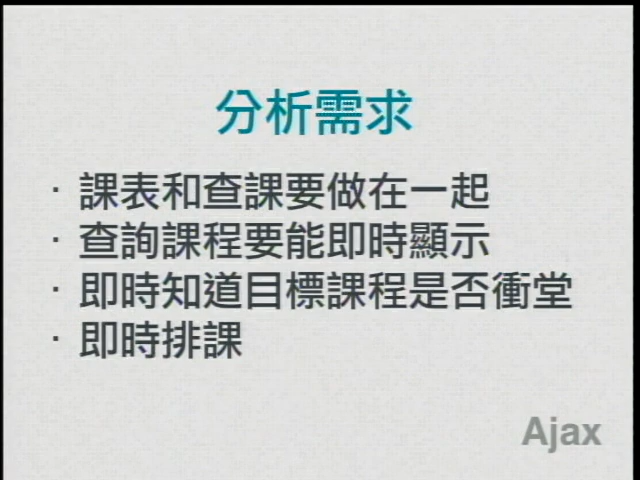 分析需求
· 課表和查課要做在一起
· 查詢課程要能即時顯示
· 即時知道目標課程是否衝堂
· 即時排課
Ajax